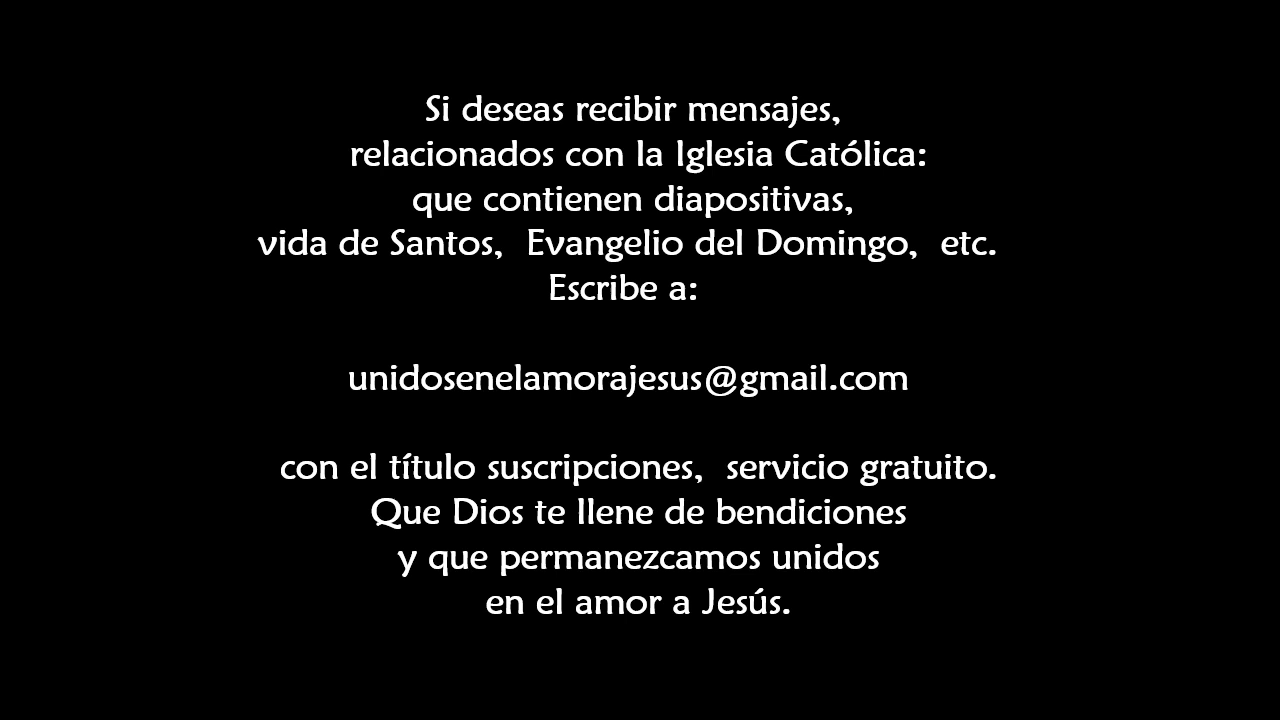 Si deseas recibir mensajes,
relacionados con la Iglesia Católica:
que contienen diapositivas,
vida de Santos, Evangelio del Domingo, etc.
Escribe a:
unidosenelamorajesus@gmail.com
con el título suscripciones, servicio gratuito.
Que Dios te llene de bendiciones
y que permanezcamos unidos
en el amor a Jesús.